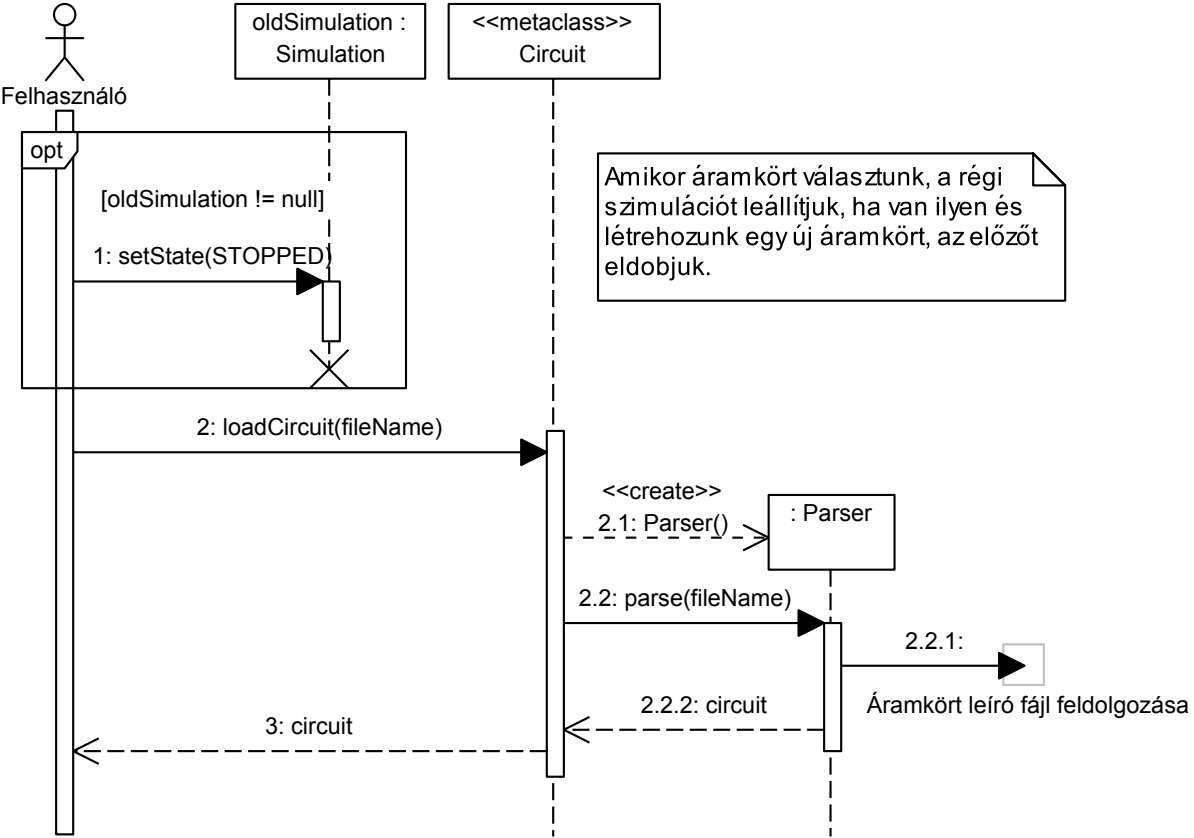 oldSimulation :
Simulation
<<metaclass>>
Circuit
Felhasználó
opt
[oldSimulation != null]
1: setState(STOPPED)
Amikor áramkört választunk, a régi
szimulációt leállítjuk, ha van ilyen és
létrehozunk egy új áramkört, az előzőt
eldobjuk.
2: loadCircuit(fileName)
<<create>>
2.1: Parser()
: Parser
2.2: parse(fileName)
2.2.1:
Áramkört leíró fájl feldolgozása
2.2.2: circuit
3: circuit